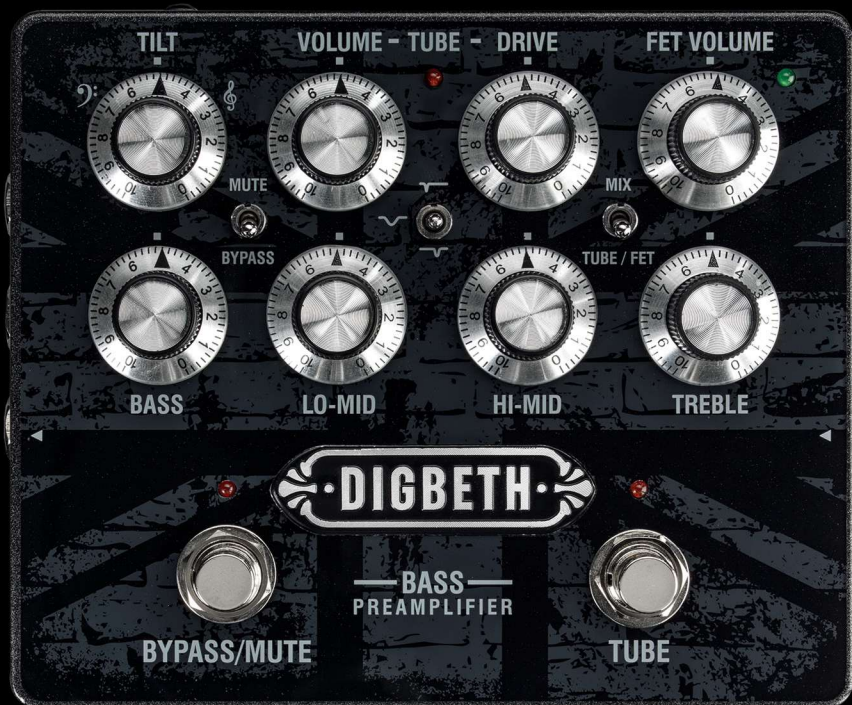 TILT VOLUME - TUBE - DRIVE FET VOLUME
MUTE MIX
BYPASS TUBE / FET
BASS LO-MID HI-MID TREBLE
DIGBETH
BASS
PREAMPLIFIER
BYPASS/MUTE TUBE